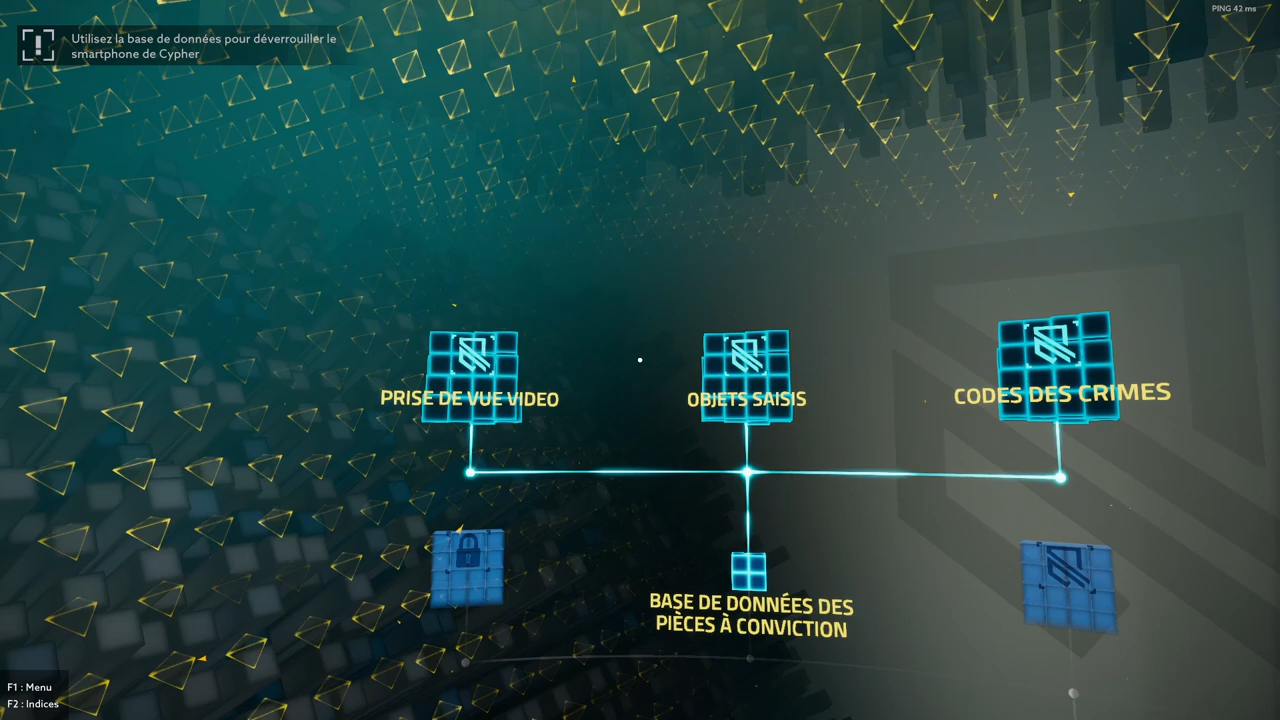 PING 42 ms
Utilisez la base de données pour déverrouiller le
smartphone de Cypher
PRISE DE VUE VIDEO
OBJETS SAISIS
CODES DES CRIMES
BASE DE DONNÉES DES
PIÈCES À CONVICTION
F1 : Menu
F2 : Indices